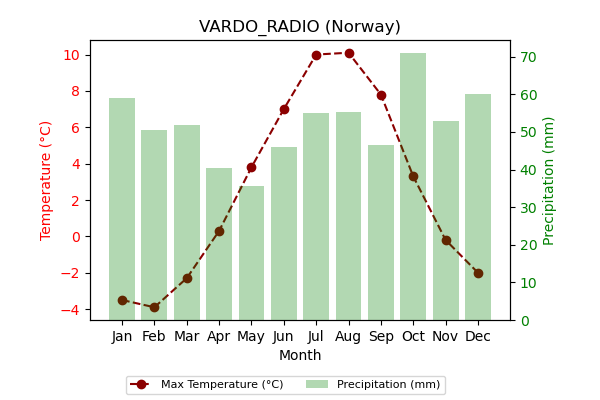 VARDO_RADIO (Norway)
10
8
6
4
2
0
−2
−4
Temperature (°C)
70
60
50
40
30
20
10
0
Precipitation (mm)
Jan Feb Mar Apr May Jun Jul Aug Sep Oct Nov Dec
Month
Max Temperature (°C) Precipitation (mm)